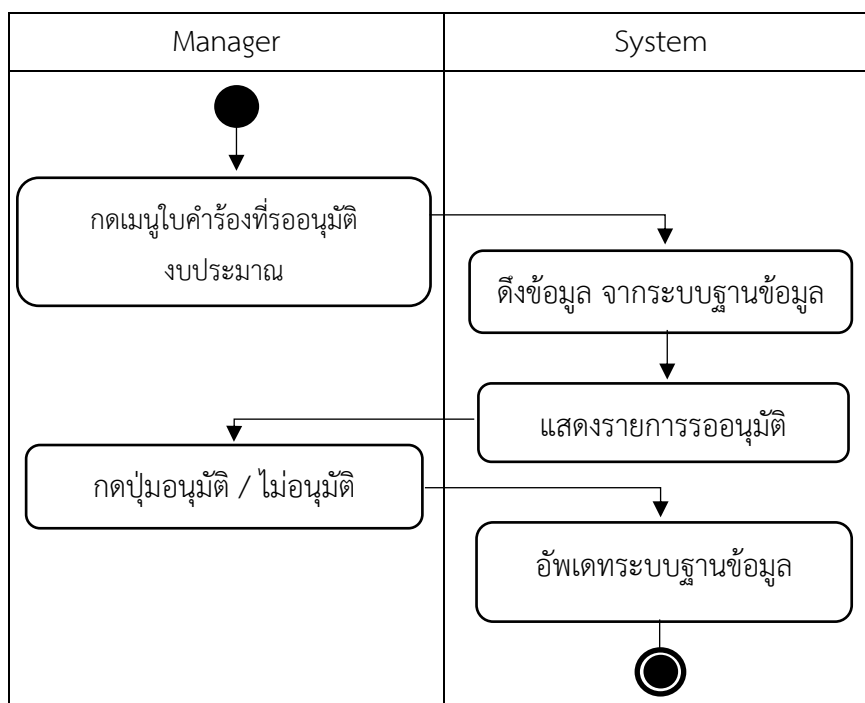 Manager
System
กดเมนูใบคำร้องที่รออนุมัติ
งบประมาณ
ดึงข้อมูล จากระบบฐานข้อมูล
แสดงรายการรออนุมัติ
กดปุ่มอนุมัติ / ไม่อนุมัติ
อัพเดทระบบฐานข้อมูล